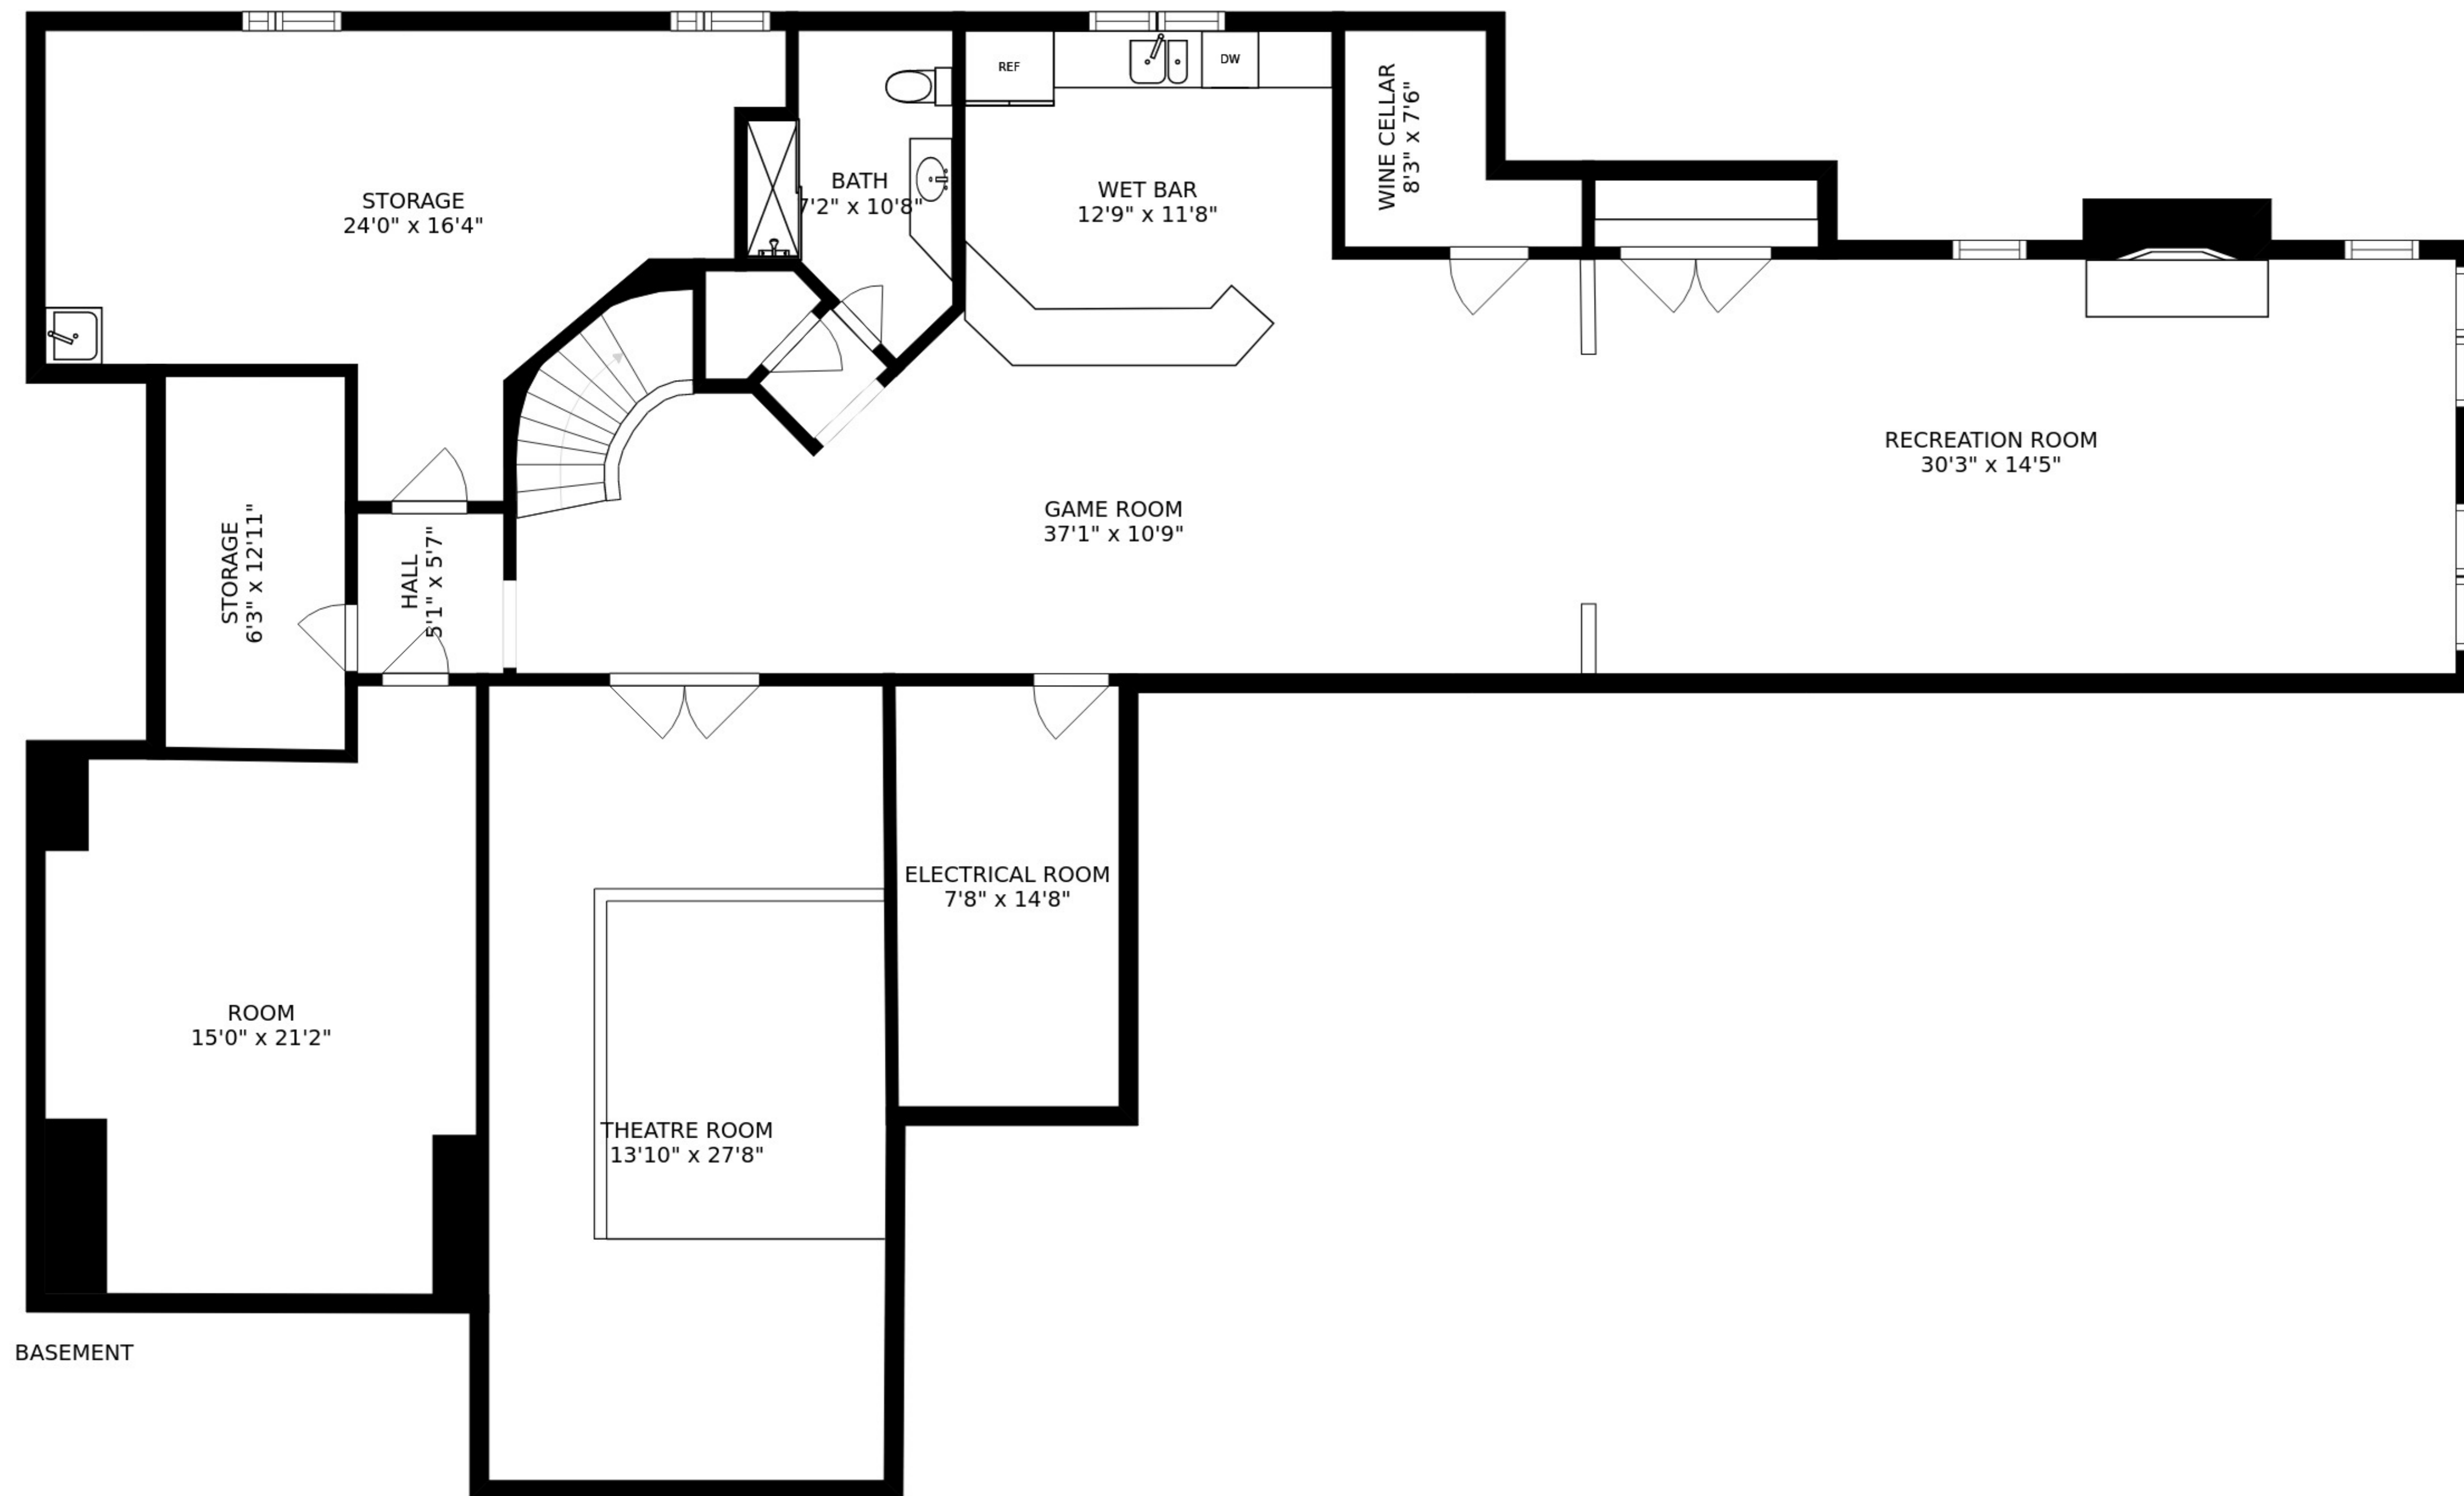 REF
DW
WINE CELLAR
8'3" x 7'6"
BATH
7'2" x 10'8"
WET BAR
12'9" x 11'8"
STORAGE
24'0" x 16'4"
RECREATION ROOM
30'3" x 14'5"
GAME ROOM
37'1" x 10'9"
STORAGE
6'3" x 12'11"
HALL
5'1" x 5'7"
ELECTRICAL ROOM
7'8" x 14'8"
ROOM
15'0" x 21'2"
THEATRE ROOM
13'10" x 27'8"
BASEMENT